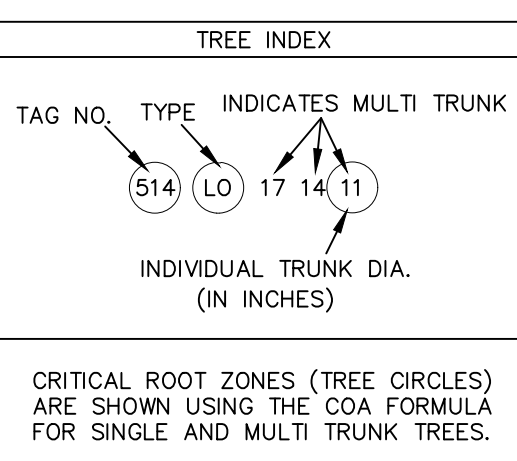 TREE INDEX
TAG NO. TYPE INDICATES MULTI TRUNK
514 LO 17 14 11
INDIVIDUAL TRUNK DIA.
(IN INCHES)
CRITICAL ROOT ZONES (TREE CIRCLES)
ARE SHOWN USING THE COA FORMULA
FOR SINGLE AND MULTI TRUNK TREES.